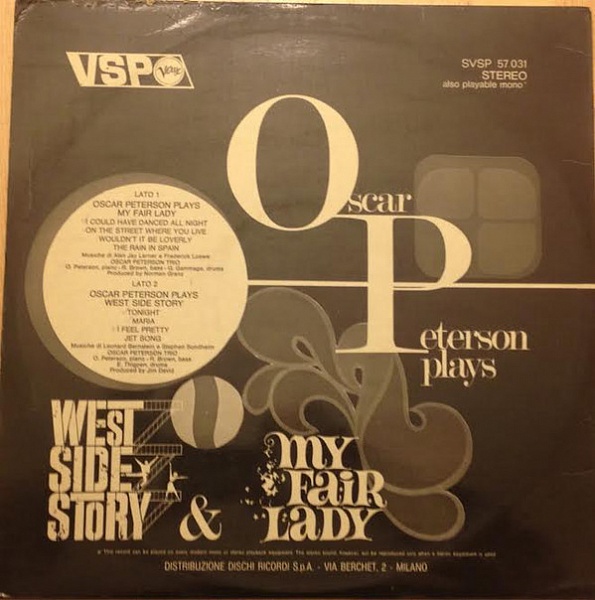 VSP Verve
SVSP 57.031
STEREO
also playable mono*
Oscar
Peterson
plays
LATO 1
OSCAR PETERSON PLAYS
MY FAIR LADY
I COULD HAVE DANCED ALL NIGHT
ON THE STREET WHERE YOU LIVE
WOULDN'T IT BE LOVERLY
THE RAIN IN SPAIN
Musiche di Alan Jay Lerner e Frederick Loewe
OSCAR PETERSON TRIO
O. Peterson, piano - R. Brown, bass - G. Gammage, drums
Produced by Norman Granz
LATO 2
OSCAR PETERSON PLAYS
WEST SIDE STORY
TONIGHT
MARIA
I FEEL PRETTY
JET SONG
Musiche di Leonard Bernstein e Stephen Sondheim
OSCAR PETERSON TRIO
O. Peterson, piano - R. Brown, bass
E. Thigpen, drums
Produced by Jim David
WEST
SIDE
STORY
&
MY
FAIR
LADY
DISTRIBUZIONE DISCHI RICORDI S.p.A. - VIA BERCHET, 2 - MILANO